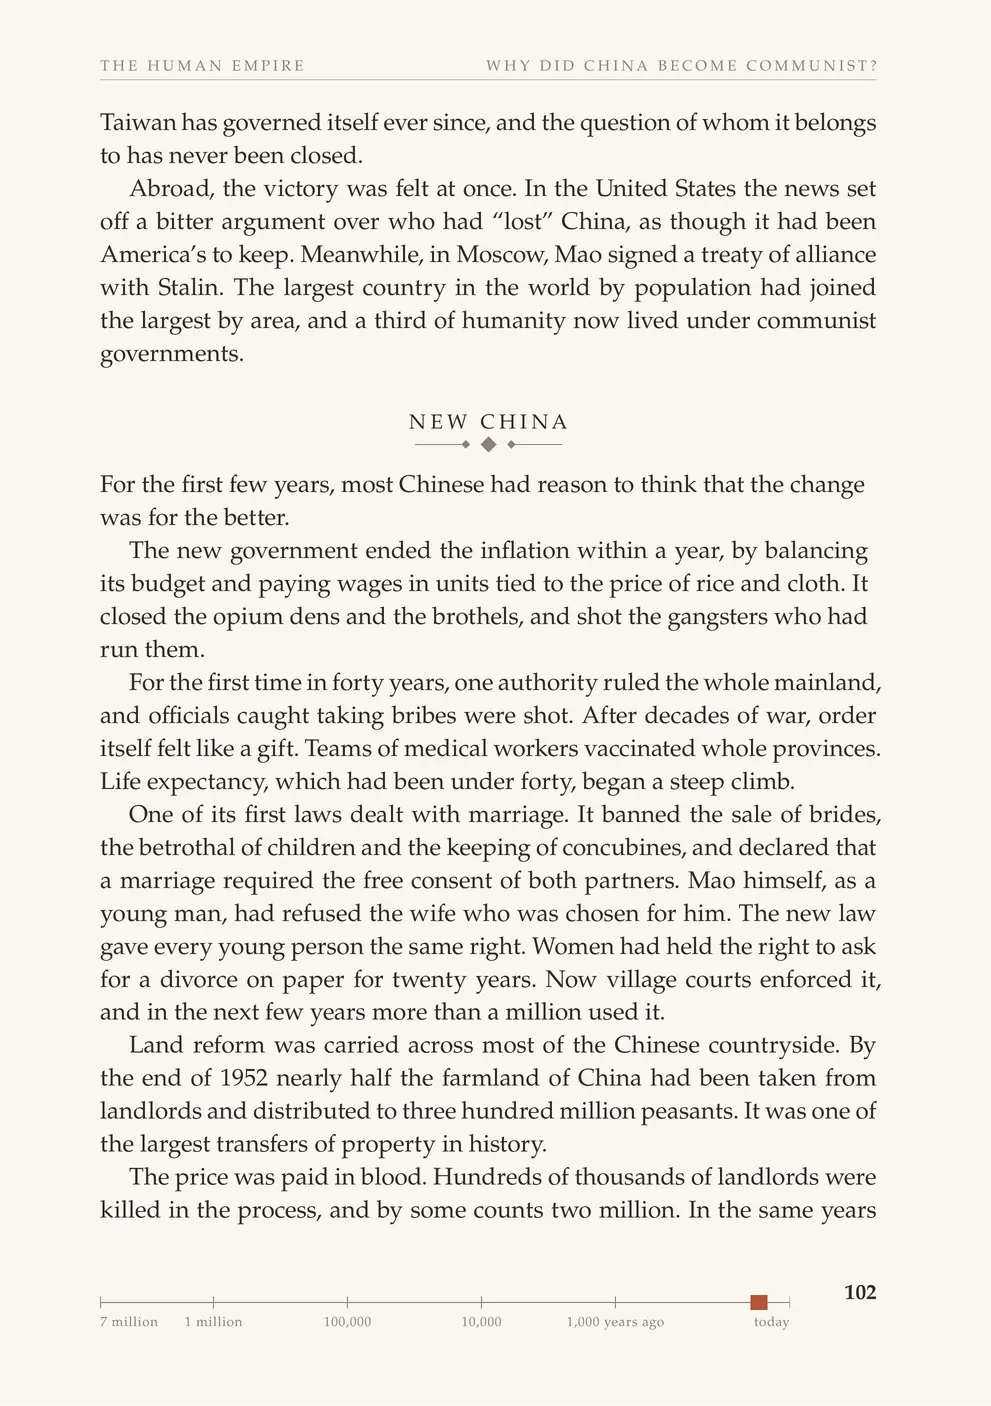 THE HUMAN EMPIRE
WHY DID CHINA BECOME COMMUNIST?
Taiwan has governed itself ever since, and the question of whom it belongs
to has never been closed.
Abroad, the victory was felt at once. In the United States the news set
off a bitter argument over who had “lost” China, as though it had been
America’s to keep. Meanwhile, in Moscow, Mao signed a treaty of alliance
with Stalin. The largest country in the world by population had joined
the largest by area, and a third of humanity now lived under communist
governments.
NEW CHINA
For the first few years, most Chinese had reason to think that the change
was for the better.
The new government ended the inflation within a year, by balancing
its budget and paying wages in units tied to the price of rice and cloth. It
closed the opium dens and the brothels, and shot the gangsters who had
run them.
For the first time in forty years, one authority ruled the whole mainland,
and officials caught taking bribes were shot. After decades of war, order
itself felt like a gift. Teams of medical workers vaccinated whole provinces.
Life expectancy, which had been under forty, began a steep climb.
One of its first laws dealt with marriage. It banned the sale of brides,
the betrothal of children and the keeping of concubines, and declared that
a marriage required the free consent of both partners. Mao himself, as a
young man, had refused the wife who was chosen for him. The new law
gave every young person the same right. Women had held the right to ask
for a divorce on paper for twenty years. Now village courts enforced it,
and in the next few years more than a million used it.
Land reform was carried across most of the Chinese countryside. By
the end of 1952 nearly half the farmland of China had been taken from
landlords and distributed to three hundred million peasants. It was one of
the largest transfers of property in history.
The price was paid in blood. Hundreds of thousands of landlords were
killed in the process, and by some counts two million. In the same years
102
7 million
1 million
100,000
10,000
1,000 years ago
today